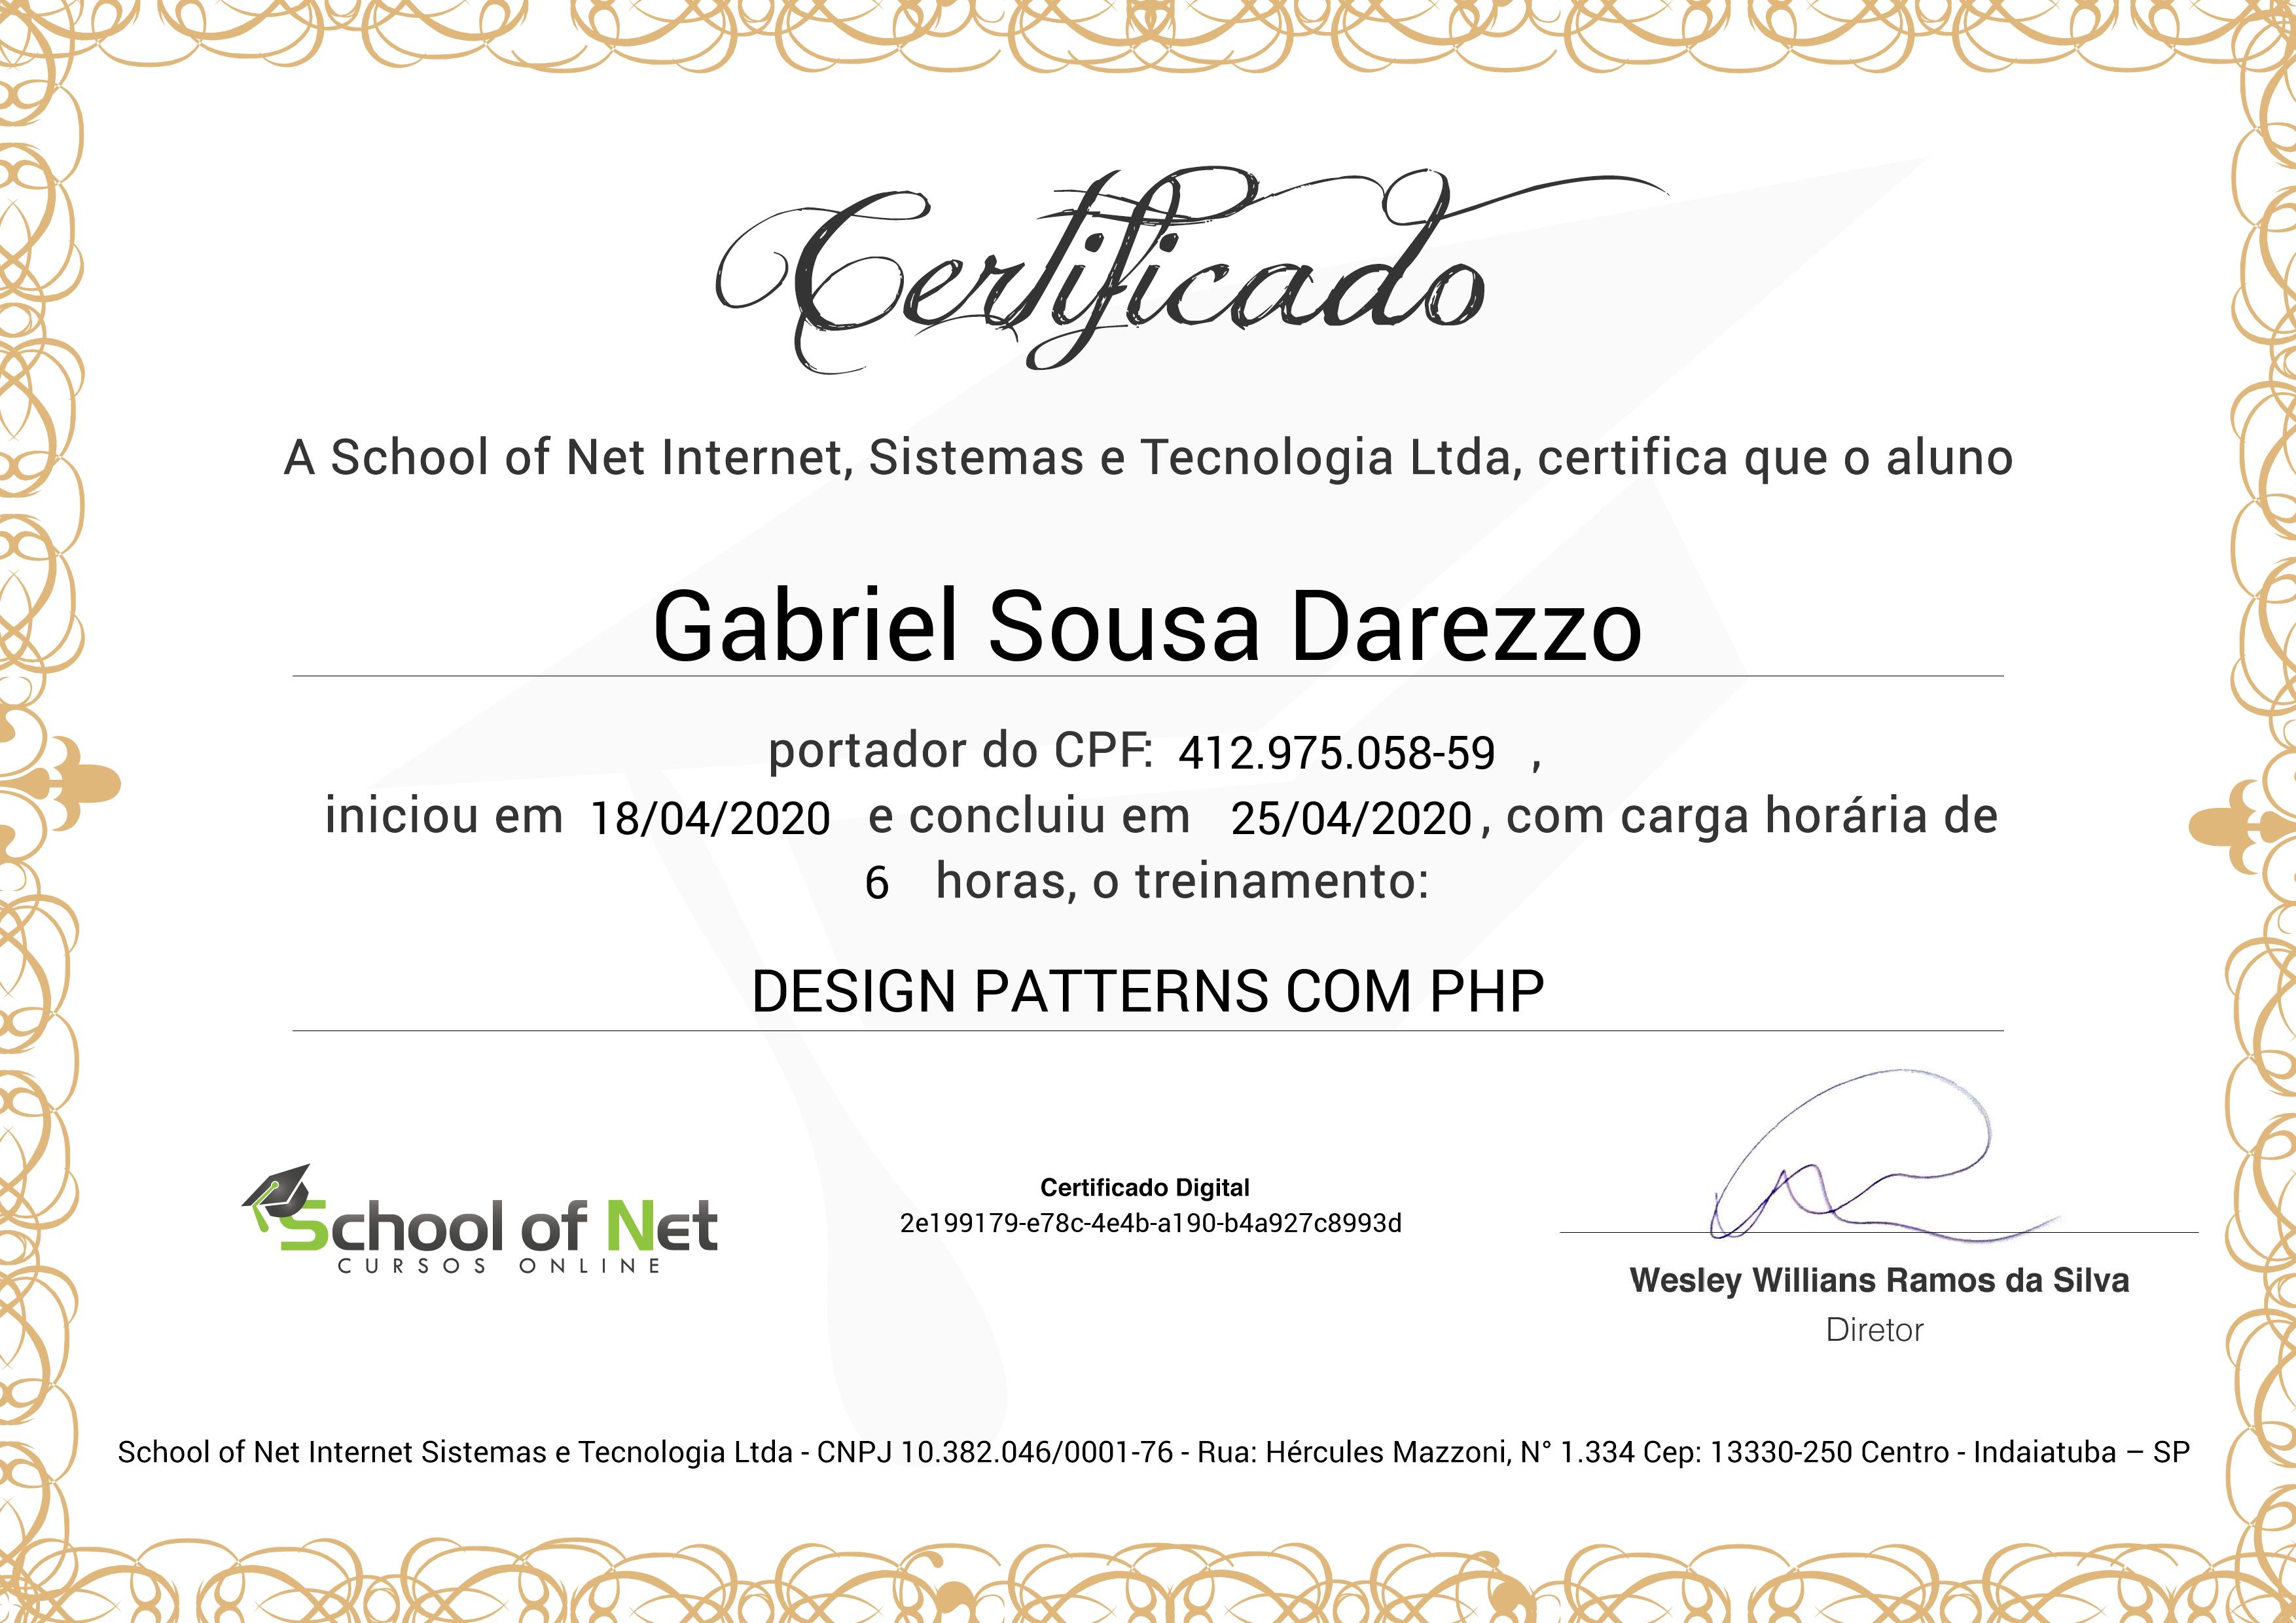 Certificado
A School of Net Internet, Sistemas e Tecnologia Ltda, certifica que o aluno
Gabriel Sousa Darezzo
portador do CPF: 412.975.058-59 ,
iniciou em 18/04/2020 e concluiu em 25/04/2020, com carga horária de
6 horas, o treinamento:
DESIGN PATTERNS COM PHP
School of Net
CURSOS ONLINE
Certificado Digital
2e199179-e78c-4e4b-a190-b4a927c8993d
Wesley Willians Ramos da Silva
Diretor
School of Net Internet Sistemas e Tecnologia Ltda - CNPJ 10.382.046/0001-76 - Rua: Hércules Mazzoni, N° 1.334 Cep: 13330-250 Centro - Indaiatuba – SP